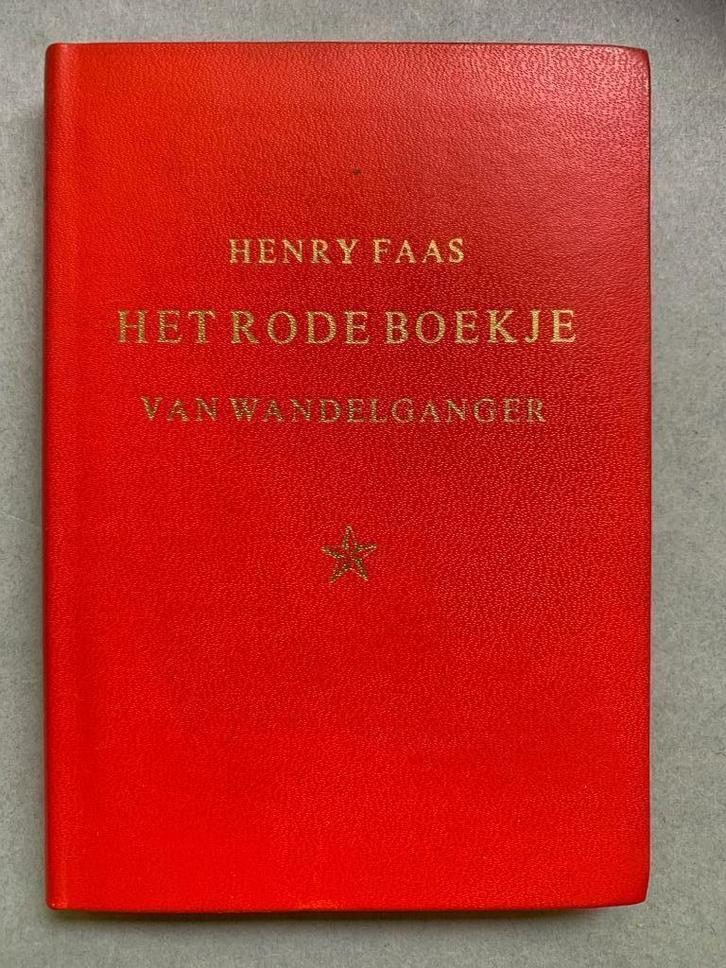 HENRY FAAS
HET RODE BOEKJE
VAN WANDELGANGER